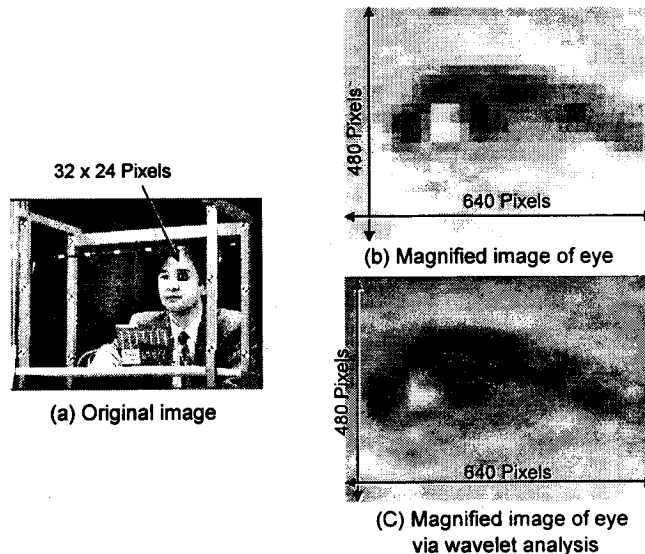 32 x 24 Pixels
(a) Original image
480 Pixels
640 Pixels
(b) Magnified image of eye
480 Pixels
640 Pixels
(C) Magnified image of eye
via wavelet analysis